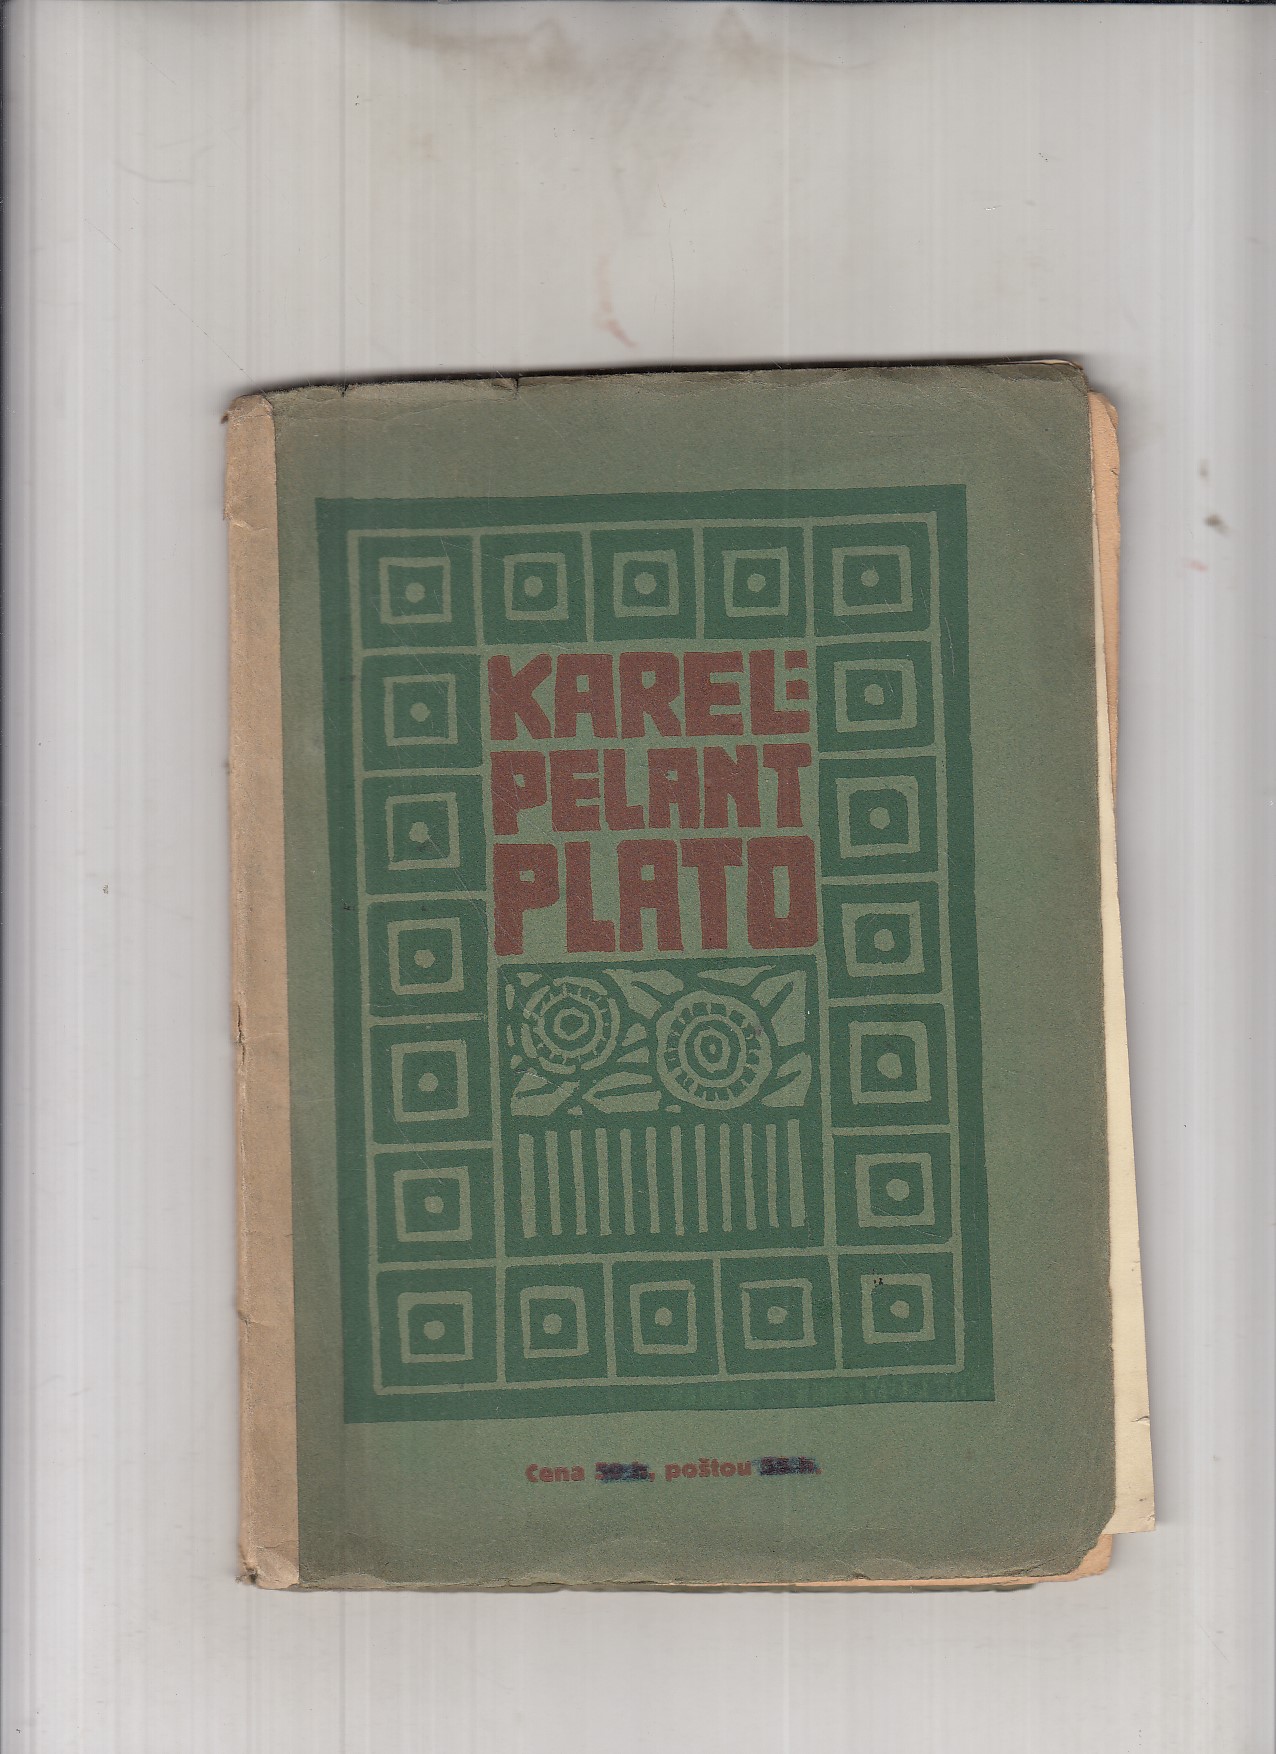 KAREL:
PELANT
PLATO
Cena , poštou